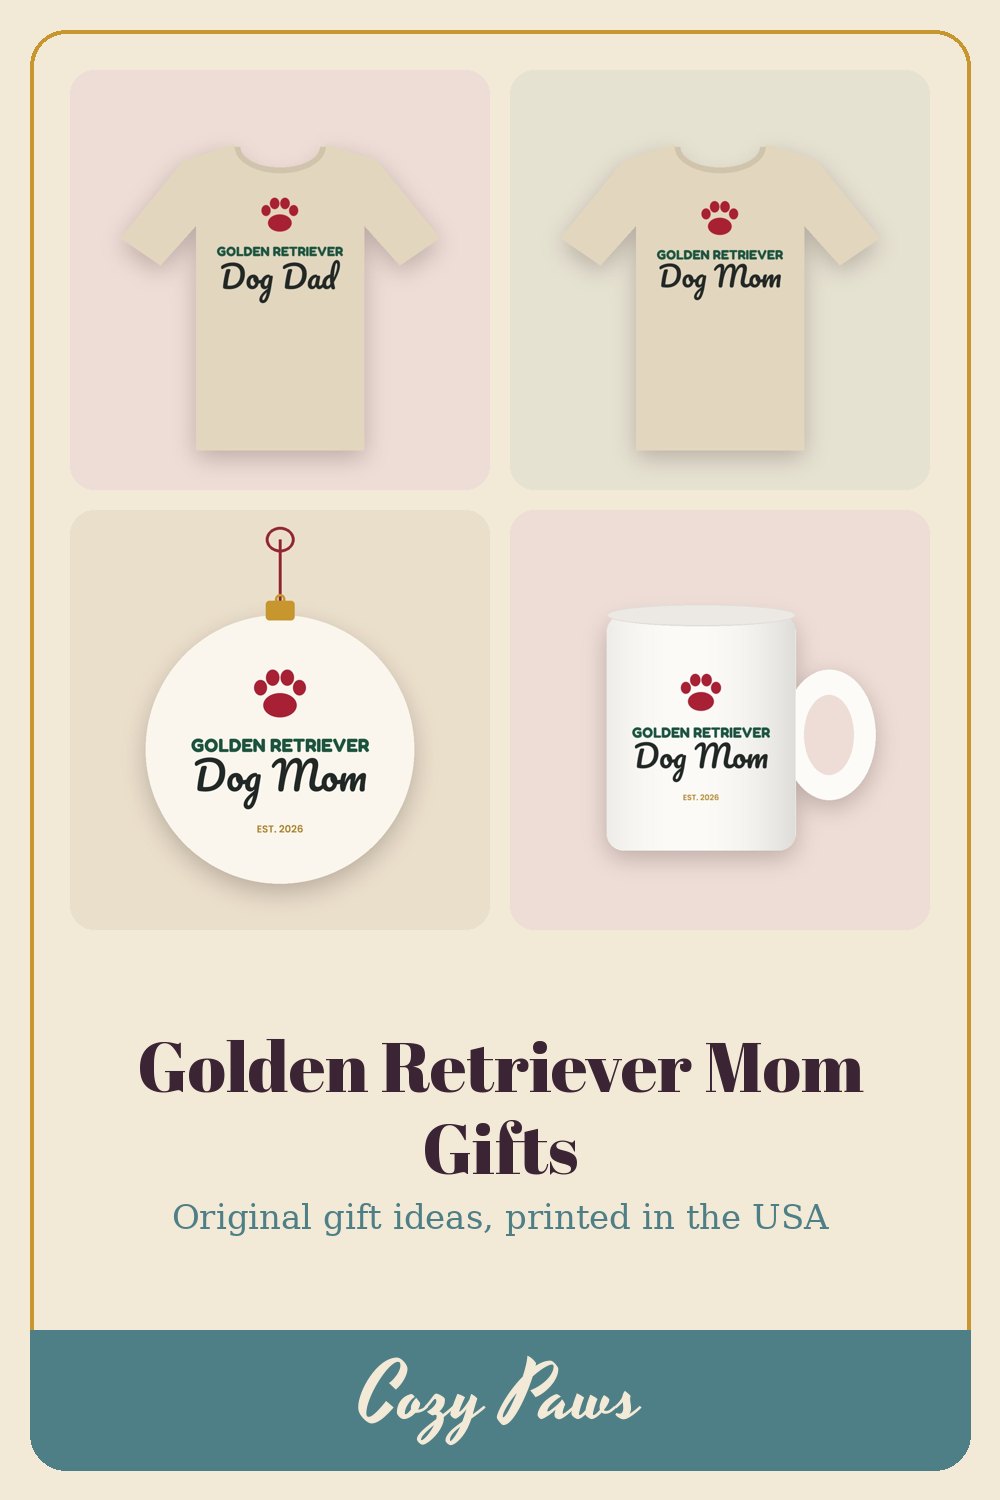 GOLDEN RETRIEVER
Dog Dad
GOLDEN RETRIEVER
Dog Mom
GOLDEN RETRIEVER
Dog Mom
EST. 2026
GOLDEN RETRIEVER
Dog Mom
EST. 2026
Golden Retriever Mom
Gifts
Original gift ideas, printed in the USA
Cozy Paws